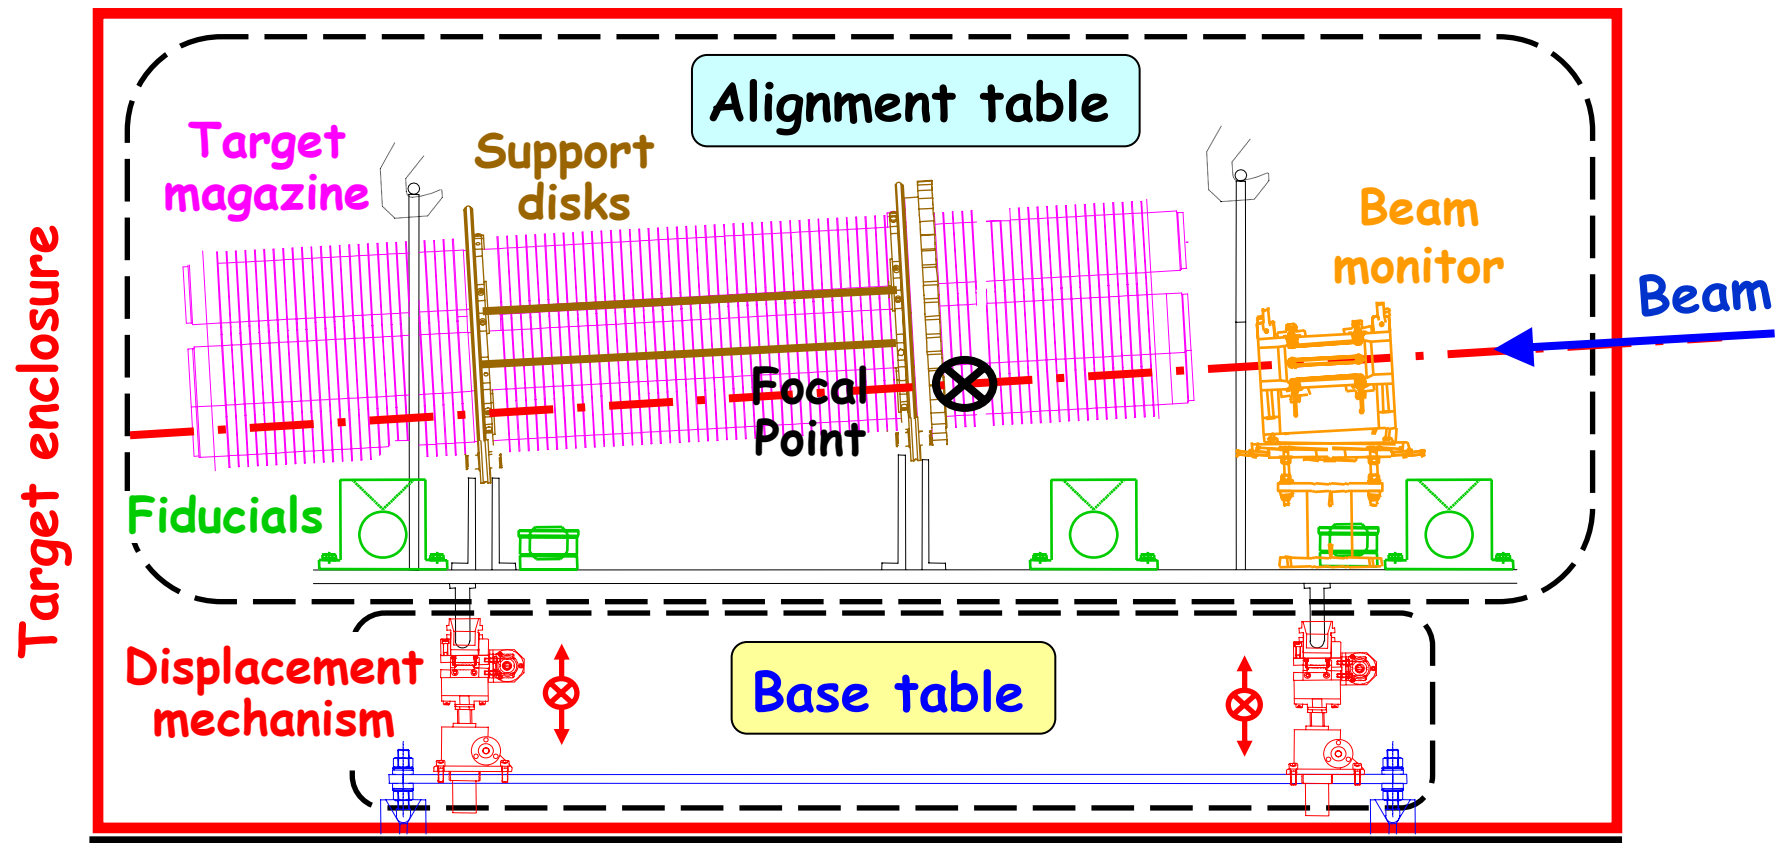 Alignment table
Target
magazine
Support
disks
Beam
monitor
Beam
Target enclosure
Focal
Point
Fiducials
Displacement
mechanism
Base table